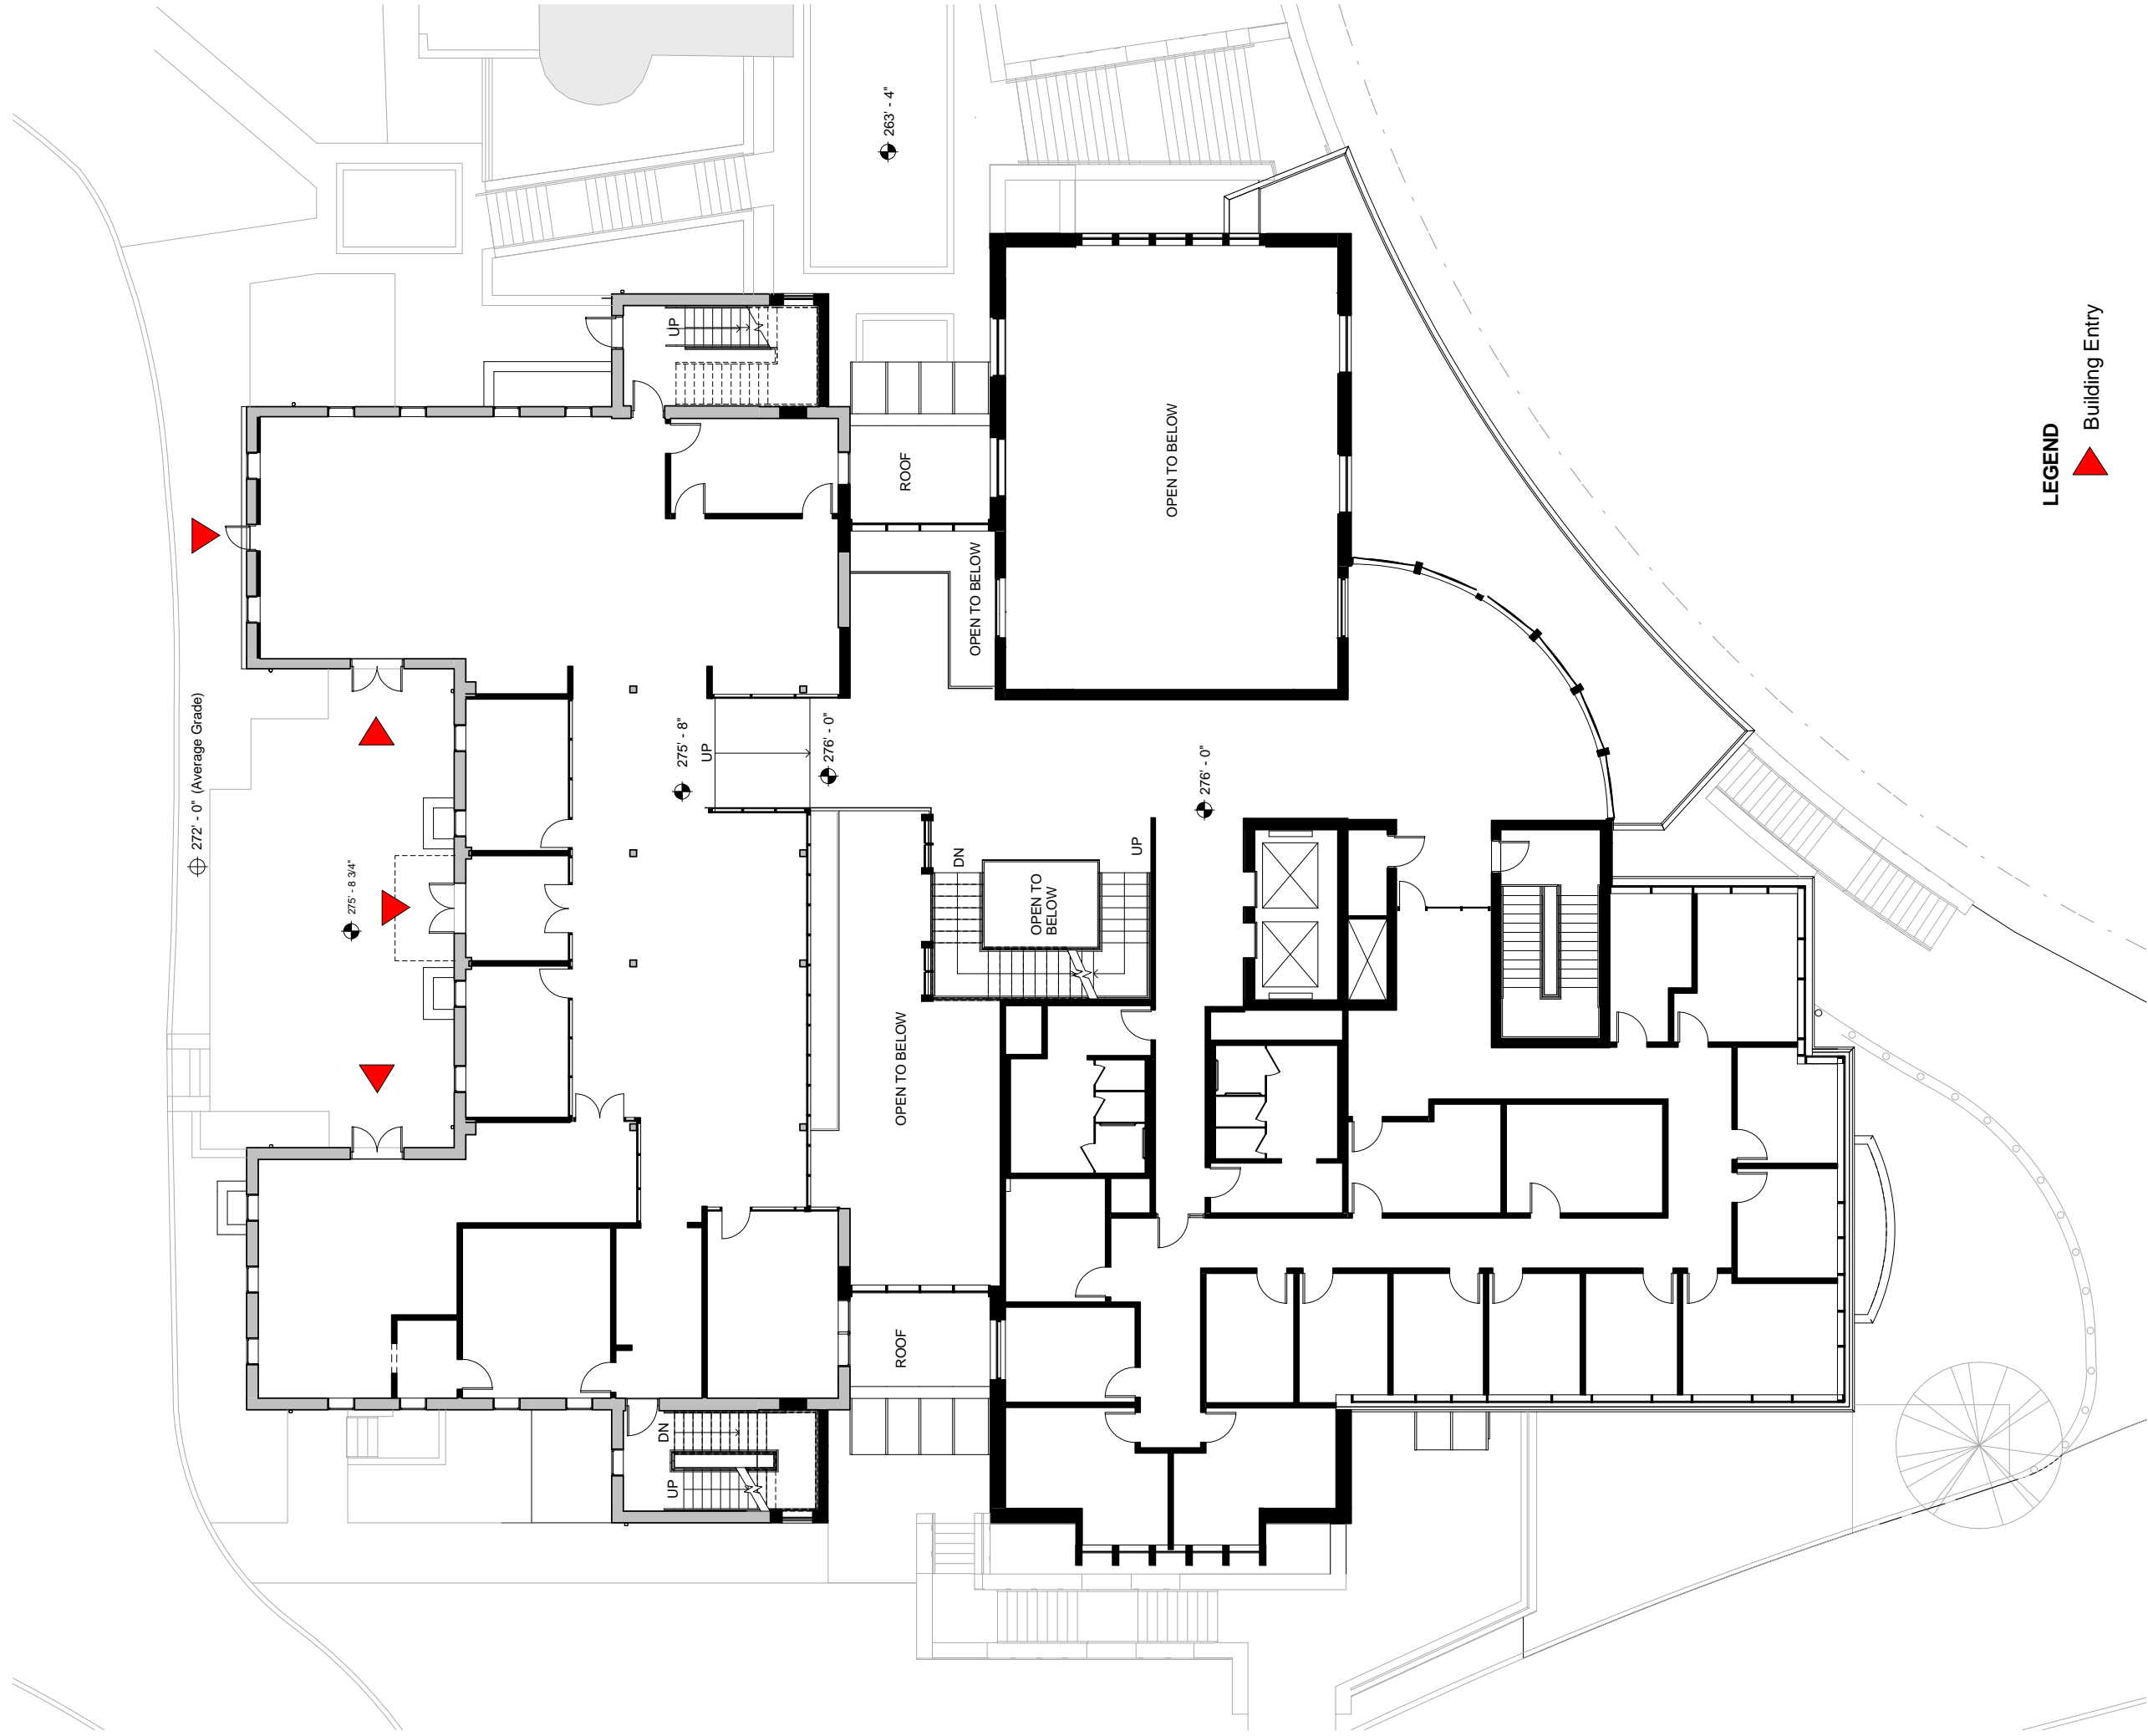 263' - 4"
UP
ROOF
OPEN TO BELOW
OPEN TO BELOW
LEGEND
Building Entry
272' - 0" (Average Grade)
275' - 8"
UP
276' - 0"
276' - 0"
275' - 8 3/4"
DN
OPEN TO
BELOW
UP
OPEN TO BELOW
ROOF
DN
UP